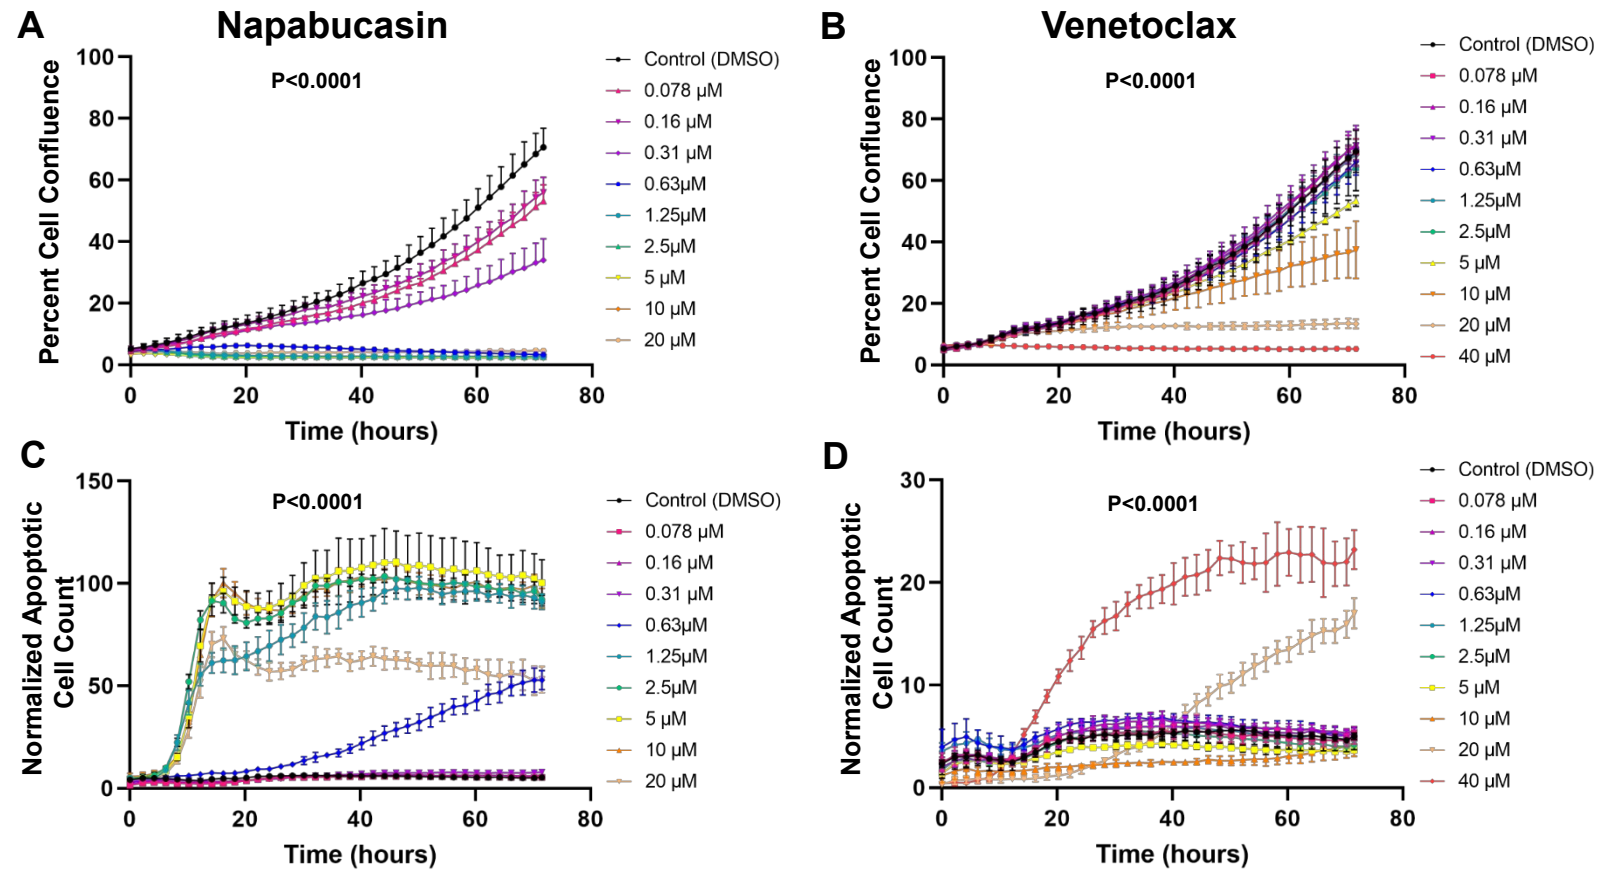 A
Napabucasin
100
80
60
40
20
0
Percent Cell Confluence
P<0.0001
0
20
40
60
80
Time (hours)
Control (DMSO)
0.078 µM
0.16 µM
0.31 µM
0.63µM
1.25µM
2.5µM
5 µM
10 µM
20 µM
B
Venetoclax
100
80
60
40
20
0
Percent Cell Confluence
P<0.0001
0
20
40
60
80
Time (hours)
Control (DMSO)
0.078 µM
0.16 µM
0.31 µM
0.63µM
1.25µM
2.5µM
5 µM
10 µM
20 µM
40 µM
C
150
100
50
0
Normalized Apoptotic
Cell Count
P<0.0001
0
20
40
60
80
Time (hours)
Control (DMSO)
0.078 µM
0.16 µM
0.31 µM
0.63µM
1.25µM
2.5µM
5 µM
10 µM
20 µM
D
30
20
10
0
Normalized Apoptotic
Cell Count
P<0.0001
0
20
40
60
80
Time (hours)
Control (DMSO)
0.078 µM
0.16 µM
0.31 µM
0.63µM
1.25µM
2.5µM
5 µM
10 µM
20 µM
40 µM